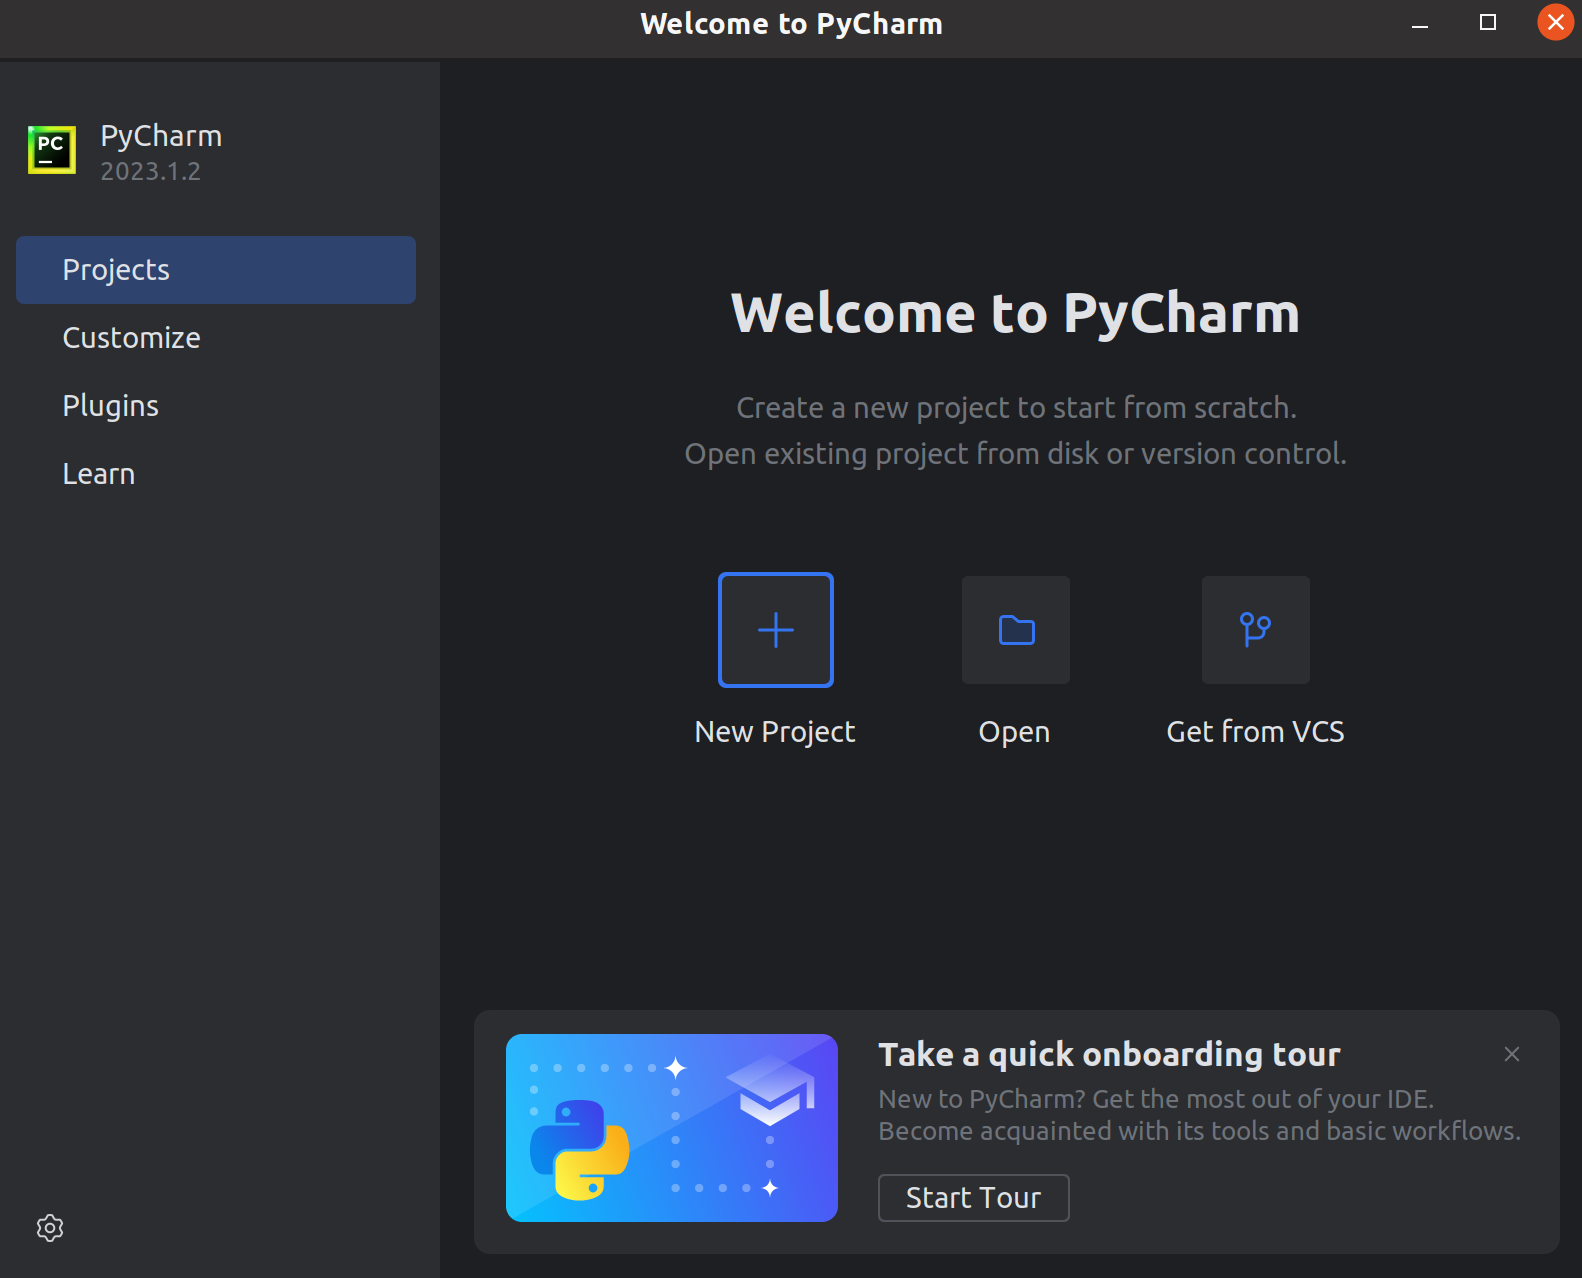 Welcome to PyCharm
PC
PyCharm
2023.1.2
Projects
Customize
Plugins
Learn
Welcome to PyCharm
Create a new project to start from scratch.
Open existing project from disk or version control.
New Project
Open
Get from VCS
Take a quick onboarding tour
New to PyCharm? Get the most out of your IDE.
Become acquainted with its tools and basic workflows.
Start Tour